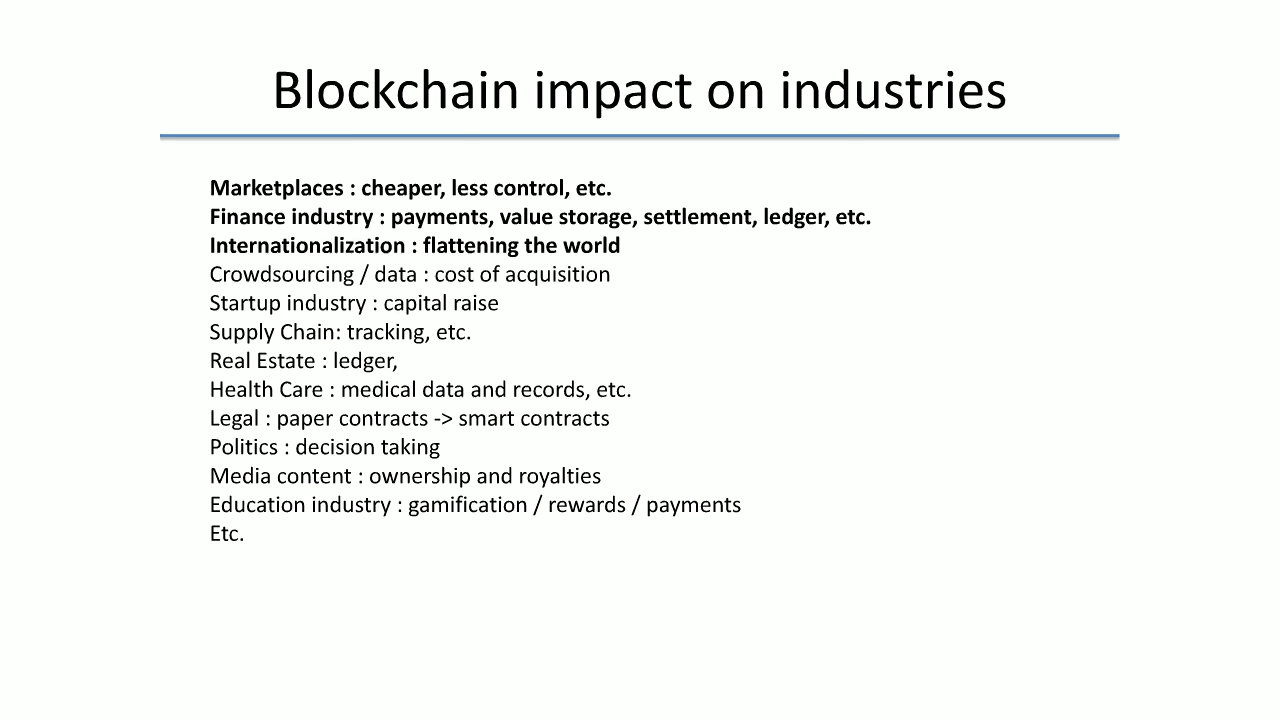 Blockchain impact on industries
Marketplaces : cheaper, less control, etc.
Finance industry : payments, value storage, settlement, ledger, etc.
Internationalization : flattening the world
Crowdsourcing / data : cost of acquisition
Startup industry : capital raise
Supply Chain: tracking, etc.
Real Estate : ledger,
Health Care : medical data and records, etc.
Legal : paper contracts -> smart contracts
Politics : decision taking
Media content : ownership and royalties
Education industry : gamification / rewards / payments
Etc.